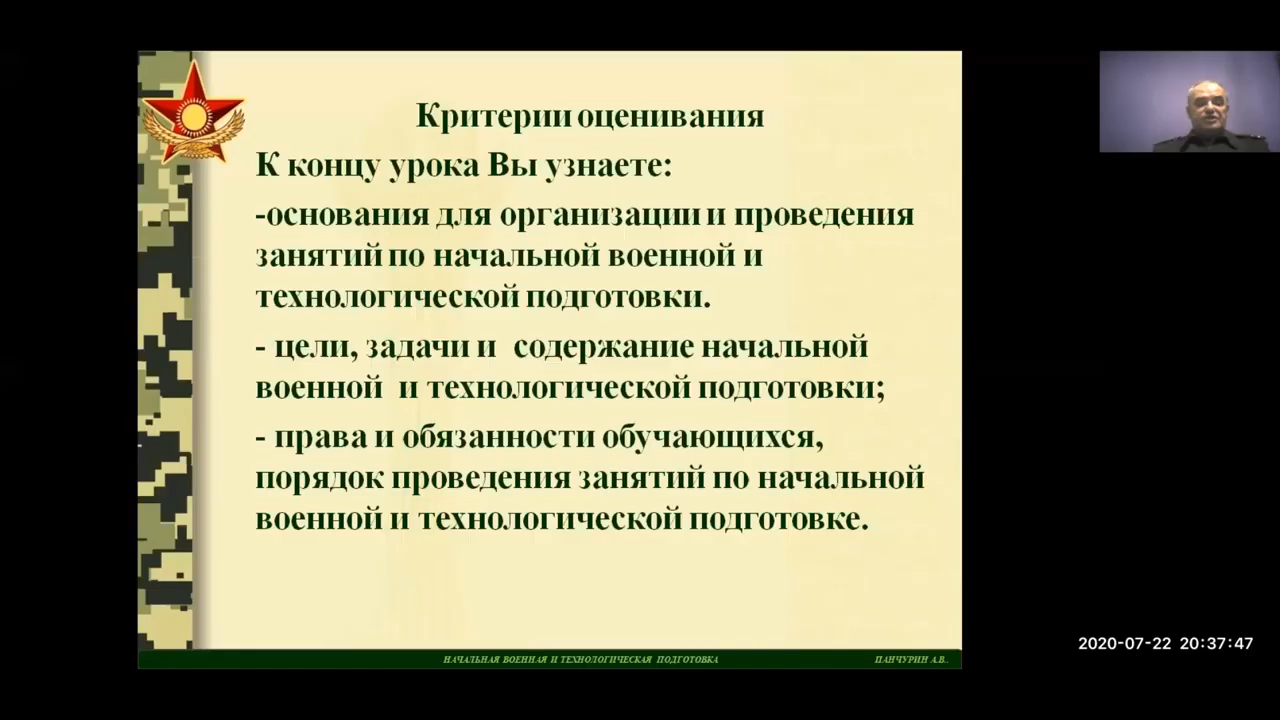 Критерии оценивания
К концу урока Вы узнаете:
-основания для организации и проведения
занятий по начальной военной и
технологической подготовки.
- цели, задачи и содержание начальной
военной и технологической подготовки;
- права и обязанности обучающихся,
порядок проведения занятий по начальной
военной и технологической подготовке.
2020-07-22 20:37:47
НАЧАЛЬНАЯ ВОЕННАЯ И ТЕХНОЛОГИЧЕСКАЯ ПОДГОТОВКА
ПАНЧУРИН А.В..